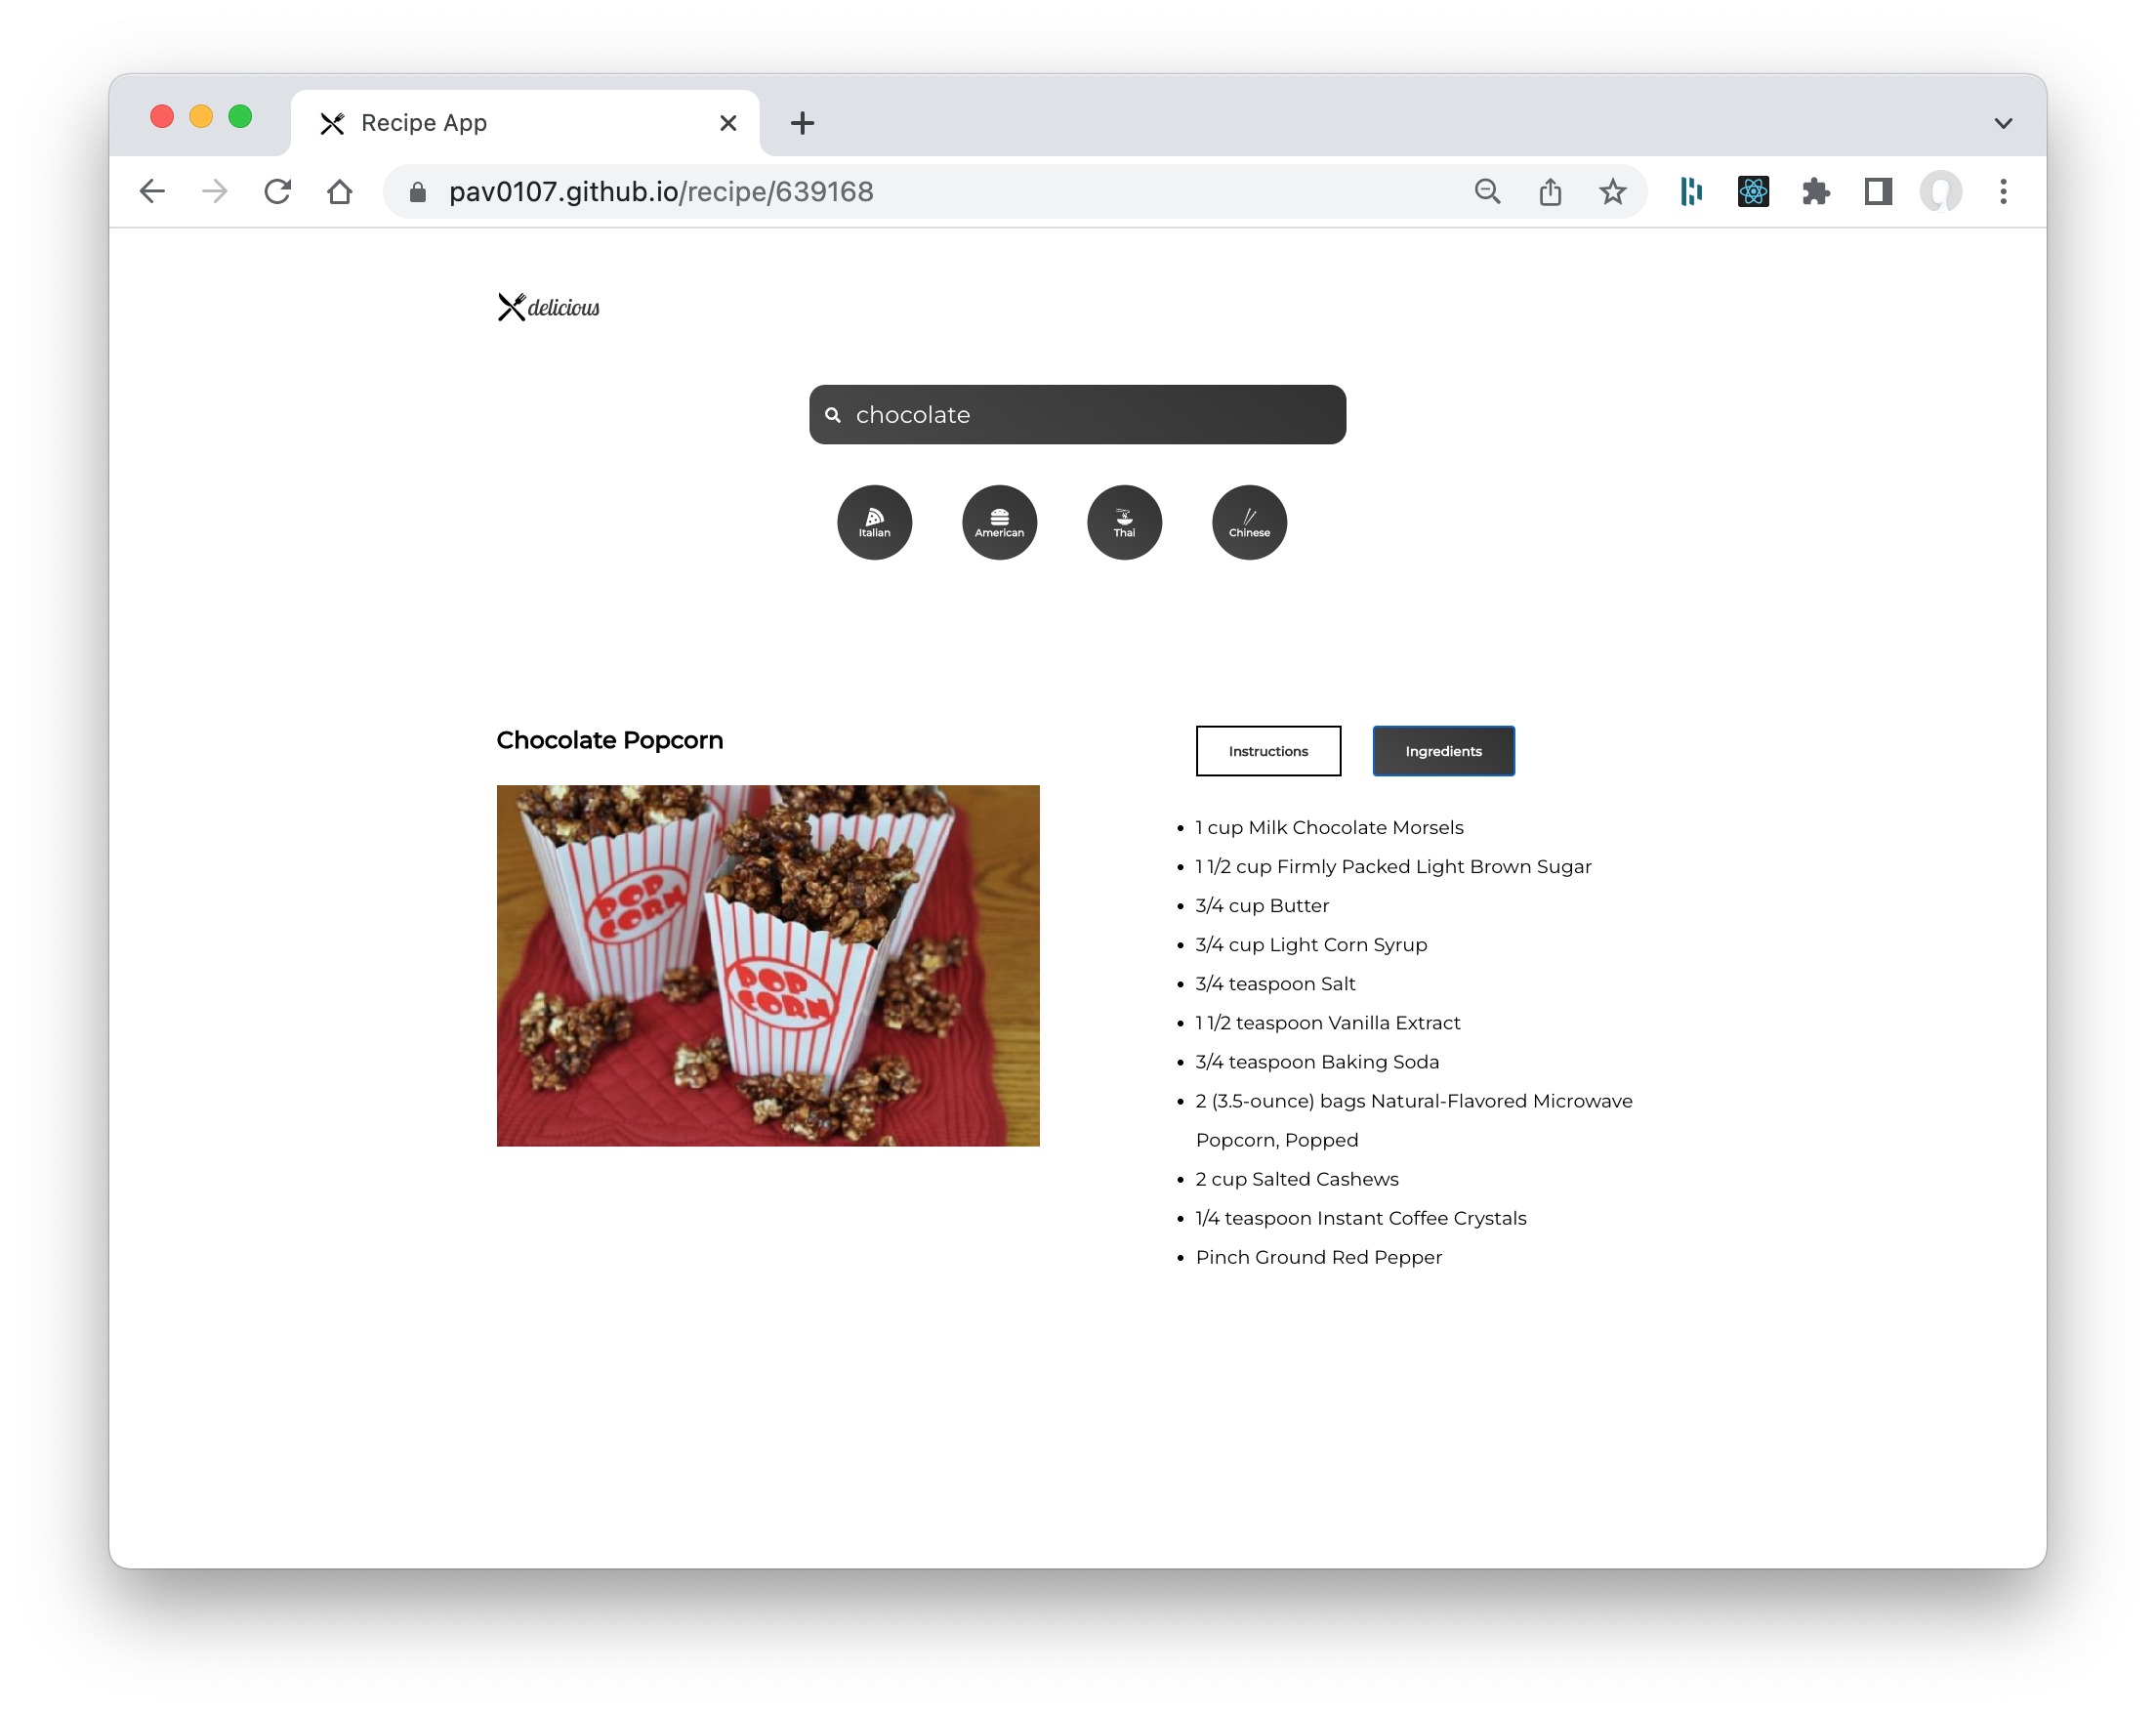 Recipe App
pav0107.github.io/recipe/639168
delicious
chocolate
Italian
American
Thai
Chinese
Chocolate Popcorn
Instructions
Ingredients
POP
CORN
POP
CORN
• 1 cup Milk Chocolate Morsels
• 1 1/2 cup Firmly Packed Light Brown Sugar
• 3/4 cup Butter
• 3/4 cup Light Corn Syrup
• 3/4 teaspoon Salt
• 1 1/2 teaspoon Vanilla Extract
• 3/4 teaspoon Baking Soda
• 2 (3.5-ounce) bags Natural-Flavored Microwave
Popcorn, Popped
• 2 cup Salted Cashews
• 1/4 teaspoon Instant Coffee Crystals
• Pinch Ground Red Pepper